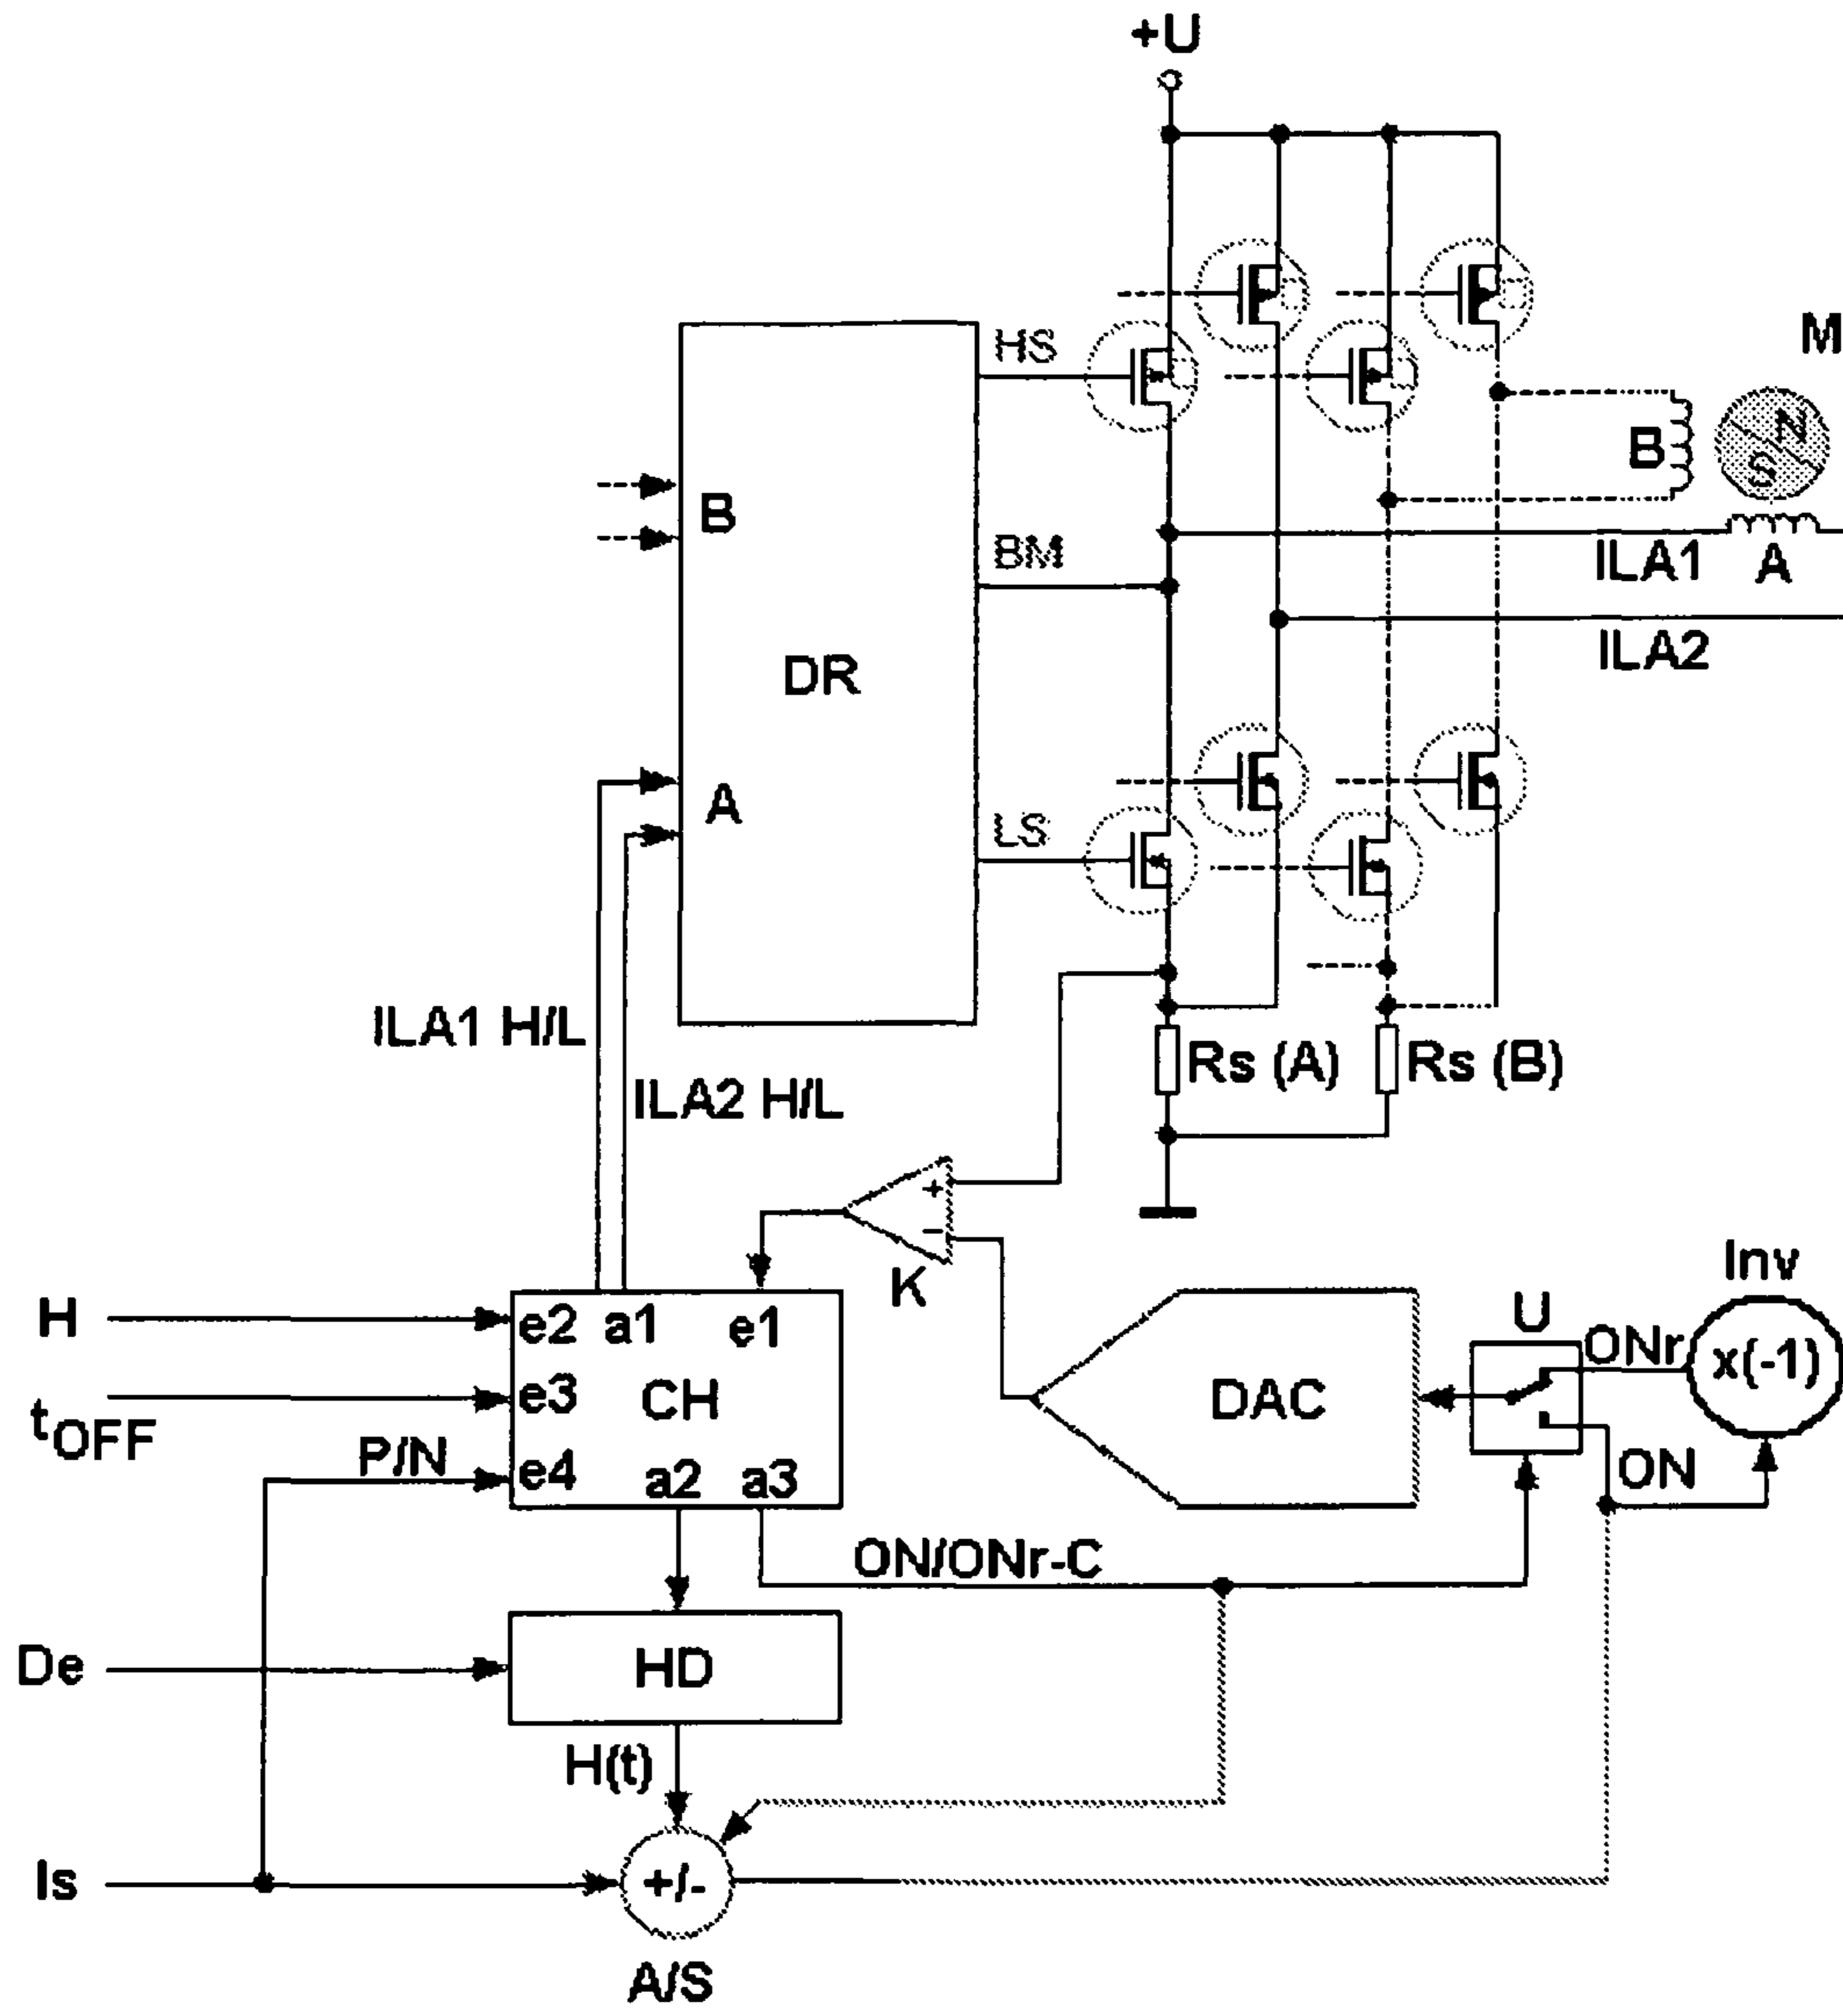 +U
M
HS
B
N
S
B
BM
ILA1
A
DR
ILA2
A
LS
ILA1 H/L
Rs (A)
Rs (B)
ILA2 H/L
+
-
K
Inv
U
H
e2
a1
e1
ONr
x(-1)
CH
DAC
tOFF
e3
P/N
e4
a2
a3
ON
ON/ONr-C
De
HD
H(t)
Is
+/-
A/S